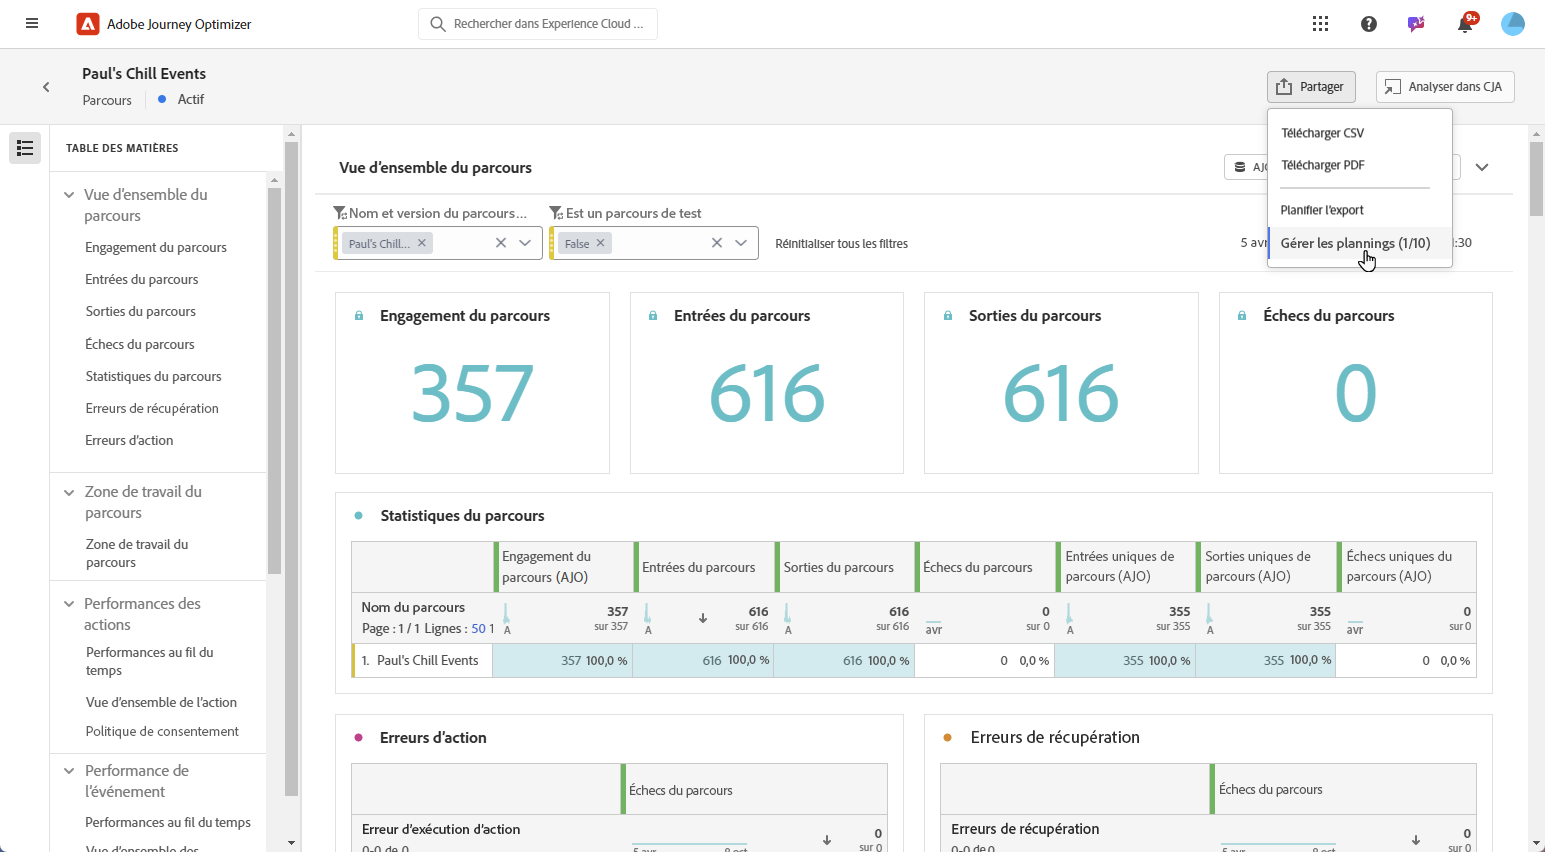 Adobe Journey Optimizer
Rechercher dans Experience Cloud ...
9+
Paul's Chill Events
Parcours
Actif
Partager
Analyser dans CJA
Télécharger CSV
Télécharger PDF
Planifier l'export
Gérer les plannings (1/10)
TABLE DES MATIÈRES
Vue d'ensemble du
parcours
Engagement du parcours
Entrées du parcours
Sorties du parcours
Échecs du parcours
Statistiques du parcours
Erreurs de récupération
Erreurs d'action
Zone de travail du
parcours
Zone de travail du
parcours
Performances des
actions
Performances au fil du
temps
Vue d'ensemble de l'action
Politique de consentement
Performance de
l'événement
Performances au fil du temps
Vue d'ensemble des
Vue d'ensemble du parcours
AJO
Nom et version du parcours...
Est un parcours de test
Paul's Chill...
False
Réinitialiser tous les filtres
5 avr
:30
Engagement du parcours
357
Entrées du parcours
616
Sorties du parcours
616
Échecs du parcours
0
Statistiques du parcours
Engagement du
parcours (AJO)
Entrées du parcours
Sorties du parcours
Échecs du parcours
Entrées uniques de
parcours (AJO)
Sorties uniques de
parcours (AJO)
Échecs uniques du
parcours (AJO)
Nom du parcours
Page : 1 / 1 Lignes : 50 1
A 357 sur 357
A 616 sur 616
A 616 sur 616
avr 0 sur 0
A 355 sur 355
A 355 sur 355
avr 0 sur 0
1. Paul's Chill Events 357 100,0 % 616 100,0 % 616 100,0 % 0 0,0 % 355 100,0 % 355 100,0 % 0 0,0 %
Erreurs d'action
Échecs du parcours
Erreur d'exécution d'action
0
0-0 de 0
5 avr 8 oct
sur 0
Erreurs de récupération
Échecs du parcours
Erreurs de récupération
0
0-0 de 0
5 avr 8 oct
sur 0